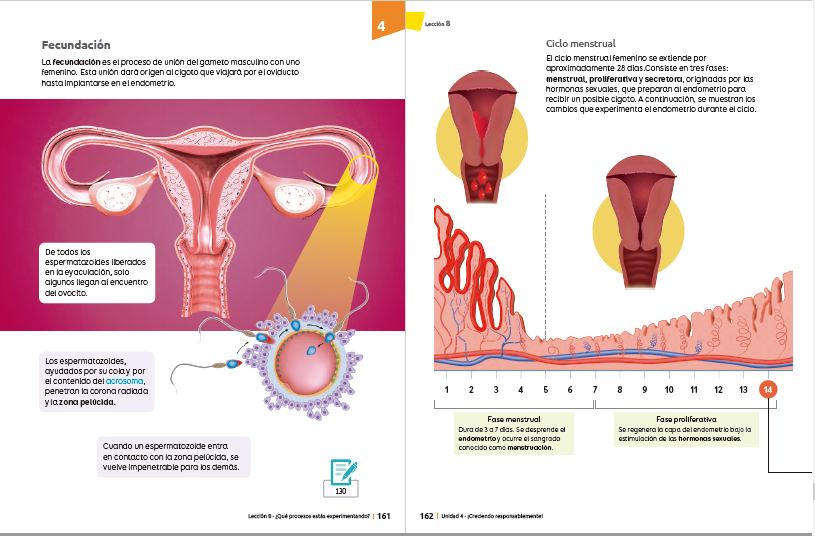 Fecundación
La fecundación es el proceso de unión del gameto masculino con uno
femenino. Esta unión dará origen al cigoto que viajará por el oviducto
hasta implantarse en el endometrio.
De todos los
espermatozoides liberados
en la eyaculación, solo
algunos llegan al encuentro
del ovocito.
Los espermatozoides,
ayudados por su cola y por
el contenido del acrosoma,
penetran la corona radiada
y la zona pelúcida.
Cuando un espermatozoide entra
en contacto con la zona pelúcida, se
vuelve impenetrable para los demás.
130
Lección 8 - ¿Qué procesos estás experimentando? | 161
4
Lección 8
Ciclo menstrual
El ciclo menstrual femenino se extiende por
aproximadamente 28 días.Consiste en tres fases:
menstrual, proliferativa y secretora, originadas por las
hormonas sexuales, que preparan al endometrio para
recibir un posible cigoto. A continuación, se muestran los
cambios que experimenta el endometrio durante el ciclo.
1 2 3 4 5 6 7 8 9 10 11 12 13 14
Fase menstrual
Dura de 3 a 7 días. Se desprende el
endometrio y ocurre el sangrado
conocido como menstruación.
Fase proliferativa
Se regenera la capa del endometrio bajo la
estimulación de las hormonas sexuales.
162 | Unidad 4 - ¡Creciendo responsablemente!